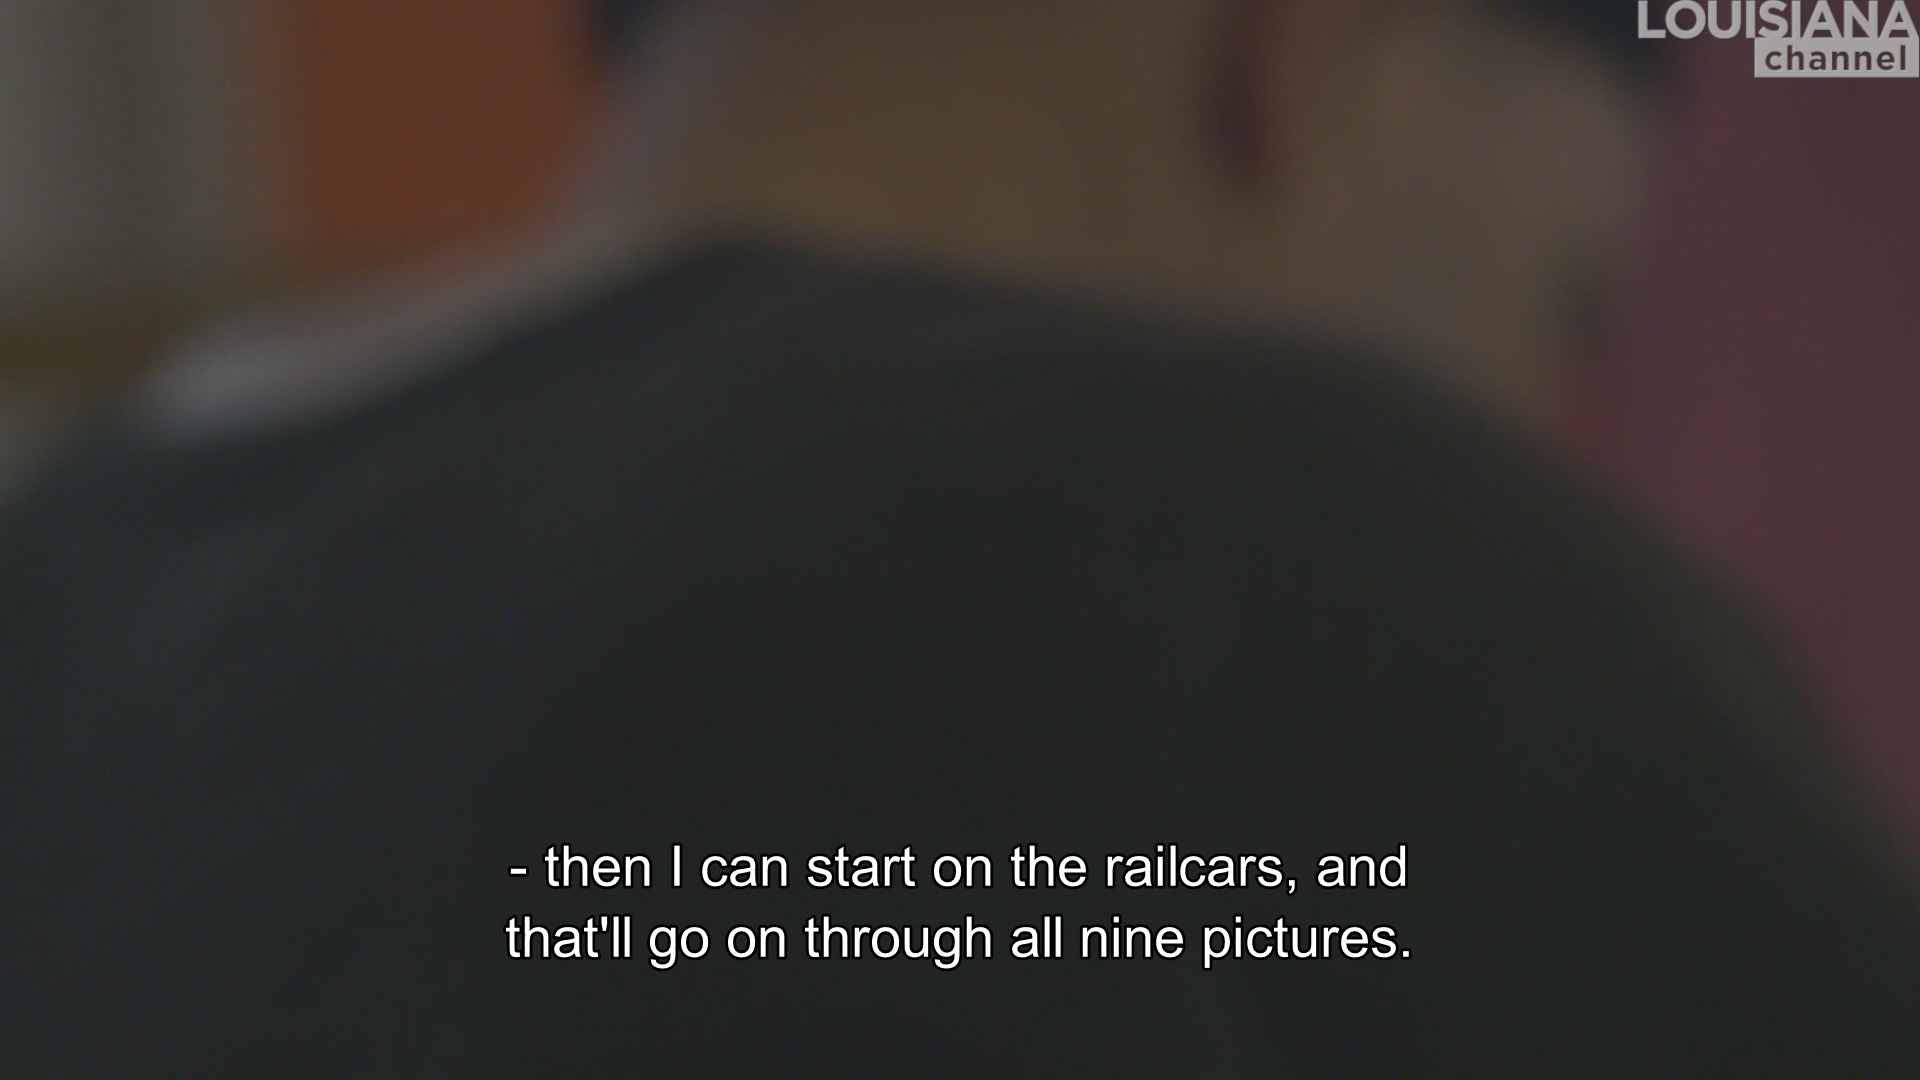 LOUISIANA
channel
- then I can start on the railcars, and
that'll go on through all nine pictures.